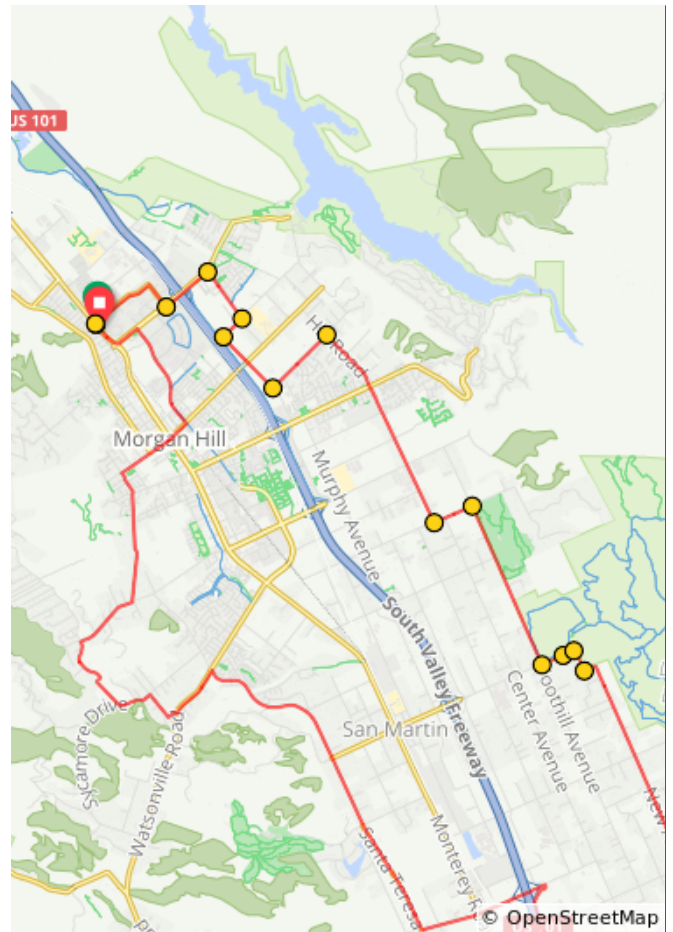 US 101
Hill Road
Morgan Hill
Murphy Avenue
South Valley Freeway
Foothill Avenue
Center Avenue
Sycamore Drive
Watsonville Road
San Martin
New
Santa Teresa
Monterey R
© OpenStreetMap